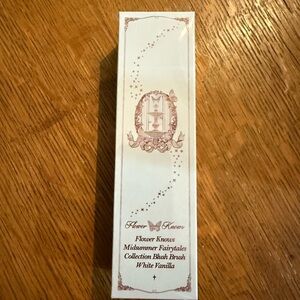 Flower Knows
Flower Knows
Midsummer Fairytales
Collection Blush Brush
White Vanilla